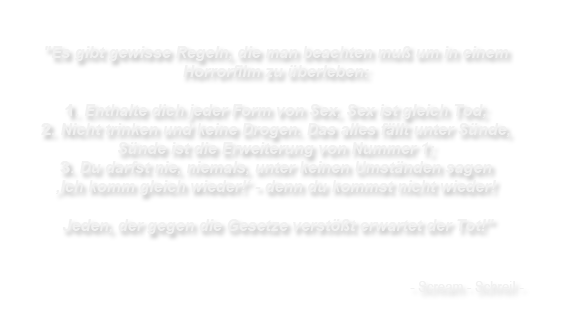 "Es gibt gewisse Regeln, die man beachten muß um in einem
Horrorfilm zu überleben:
1. Enthalte dich jeder Form von Sex, Sex ist gleich Tod;
2. Nicht trinken und keine Drogen. Das alles fällt unter Sünde,
Sünde ist die Erweiterung von Nummer 1;
3. Du darfst nie, niemals, unter keinen Umständen sagen
,Ich komm gleich wieder!' - denn du kommst nicht wieder!
Jeden, der gegen die Gesetze verstößt erwartet der Tot!"
- Scream - Schrei -